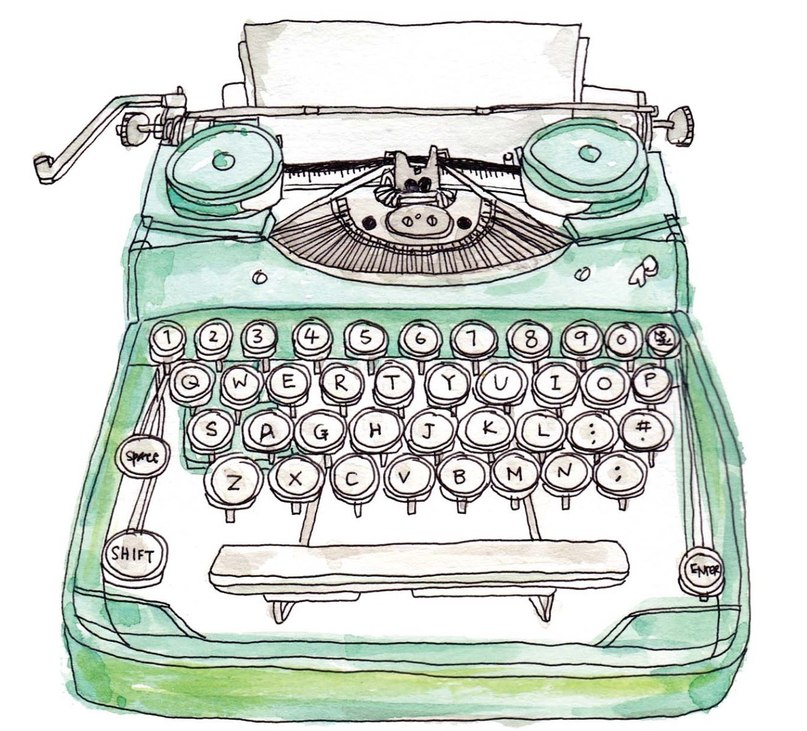 1 2 3 4 5 6 7 8 9 0
Q W E R T Y U I O P
S A G H J K L : #
SPACE
Z X C V B M N ;
SHIFT
ENTER